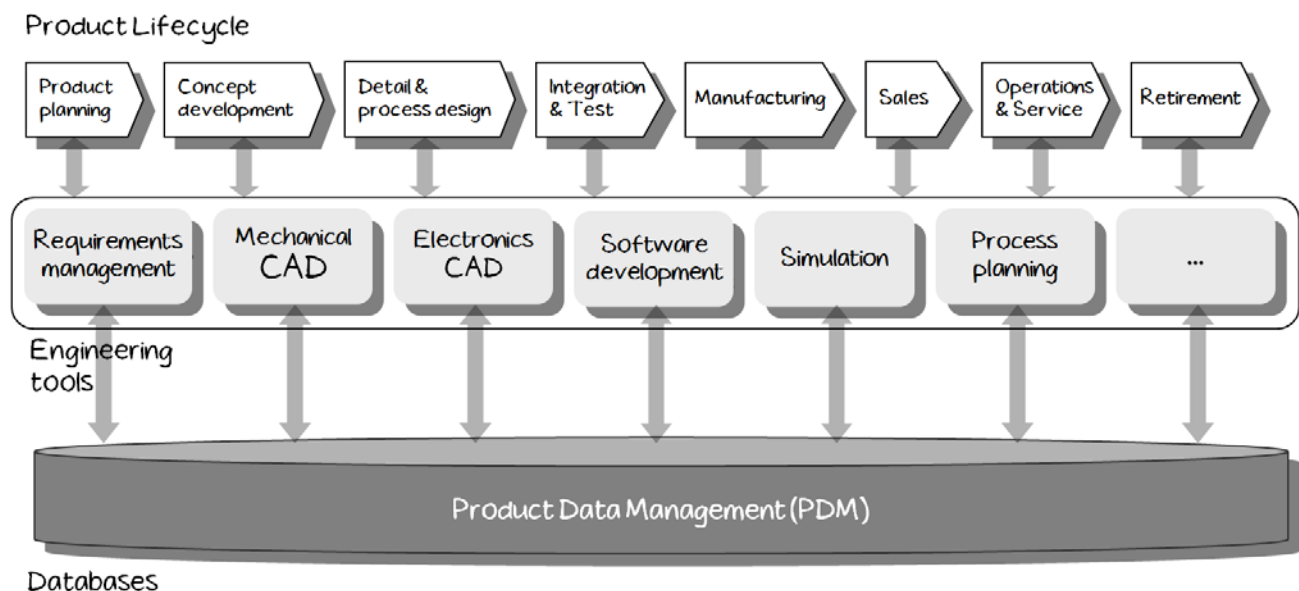 Product Lifecycle
Product
planning
Concept
development
Detail &
process design
Integration
& Test
Manufacturing
Sales
Operations
& Service
Retirement
Requirements
management
Mechanical
CAD
Electronics
CAD
Software
development
Simulation
Process
planning
...
Engineering
tools
Product Data Management (PDM)
Databases